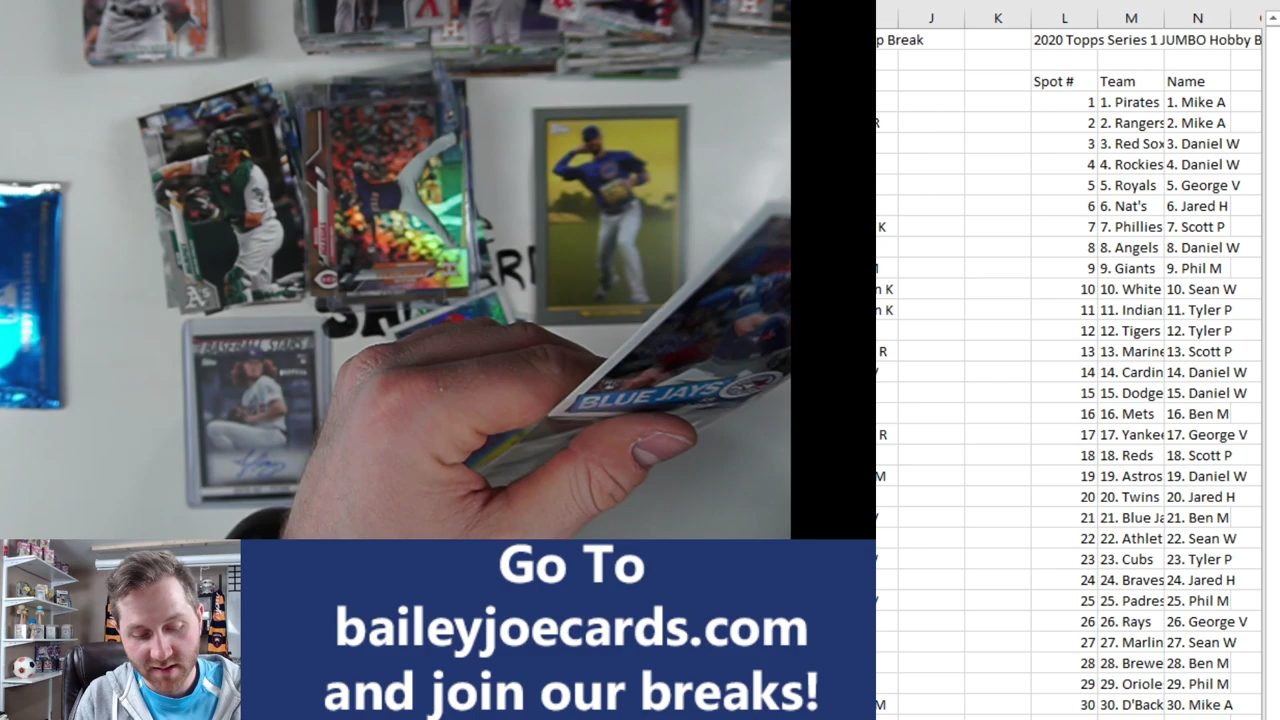 p Break
2020 Topps Series 1 JUMBO Hobby B
Spot # Team Name
1 1. Pirates 1. Mike A
2 2. Rangers 2. Mike A
3 3. Red Sox 3. Daniel W
4 4. Rockies 4. Daniel W
5 5. Royals 5. George V
6 6. Nat's 6. Jared H
7 7. Phillies 7. Scott P
8 8. Angels 8. Daniel W
9 9. Giants 9. Phil M
10 10. White 10. Sean W
11 11. Indian 11. Tyler P
12 12. Tigers 12. Tyler P
13 13. Marine 13. Scott P
14 14. Cardin 14. Daniel W
15 15. Dodge 15. Daniel W
16 16. Mets 16. Ben M
17 17. Yankee 17. George V
18 18. Reds 18. Scott P
19 19. Astros 19. Daniel W
20 20. Twins 20. Jared H
21 21. Blue Ja 21. Ben M
22 22. Athlet 22. Sean W
23 23. Cubs 23. Tyler P
24 24. Braves 24. Jared H
25 25. Padres 25. Phil M
26 26. Rays 26. George V
27 27. Marlin 27. Sean W
28 28. Brewe 28. Ben M
29 29. Oriole 29. Phil M
30 30. D'Back 30. Mike A
J K L M N
BASEBALL STARS
BLUE JAYS
A's
Go To
baileyjoecards.com
and join our breaks!